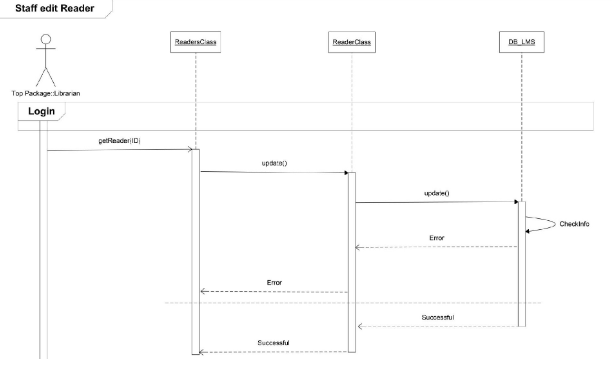 Staff edit Reader
ReadersClass
ReaderClass
DB_LMS
Top Package::Librarian
Login
getReader(ID)
update()
update()
CheckInfo
Error
Error
Successful
Successful